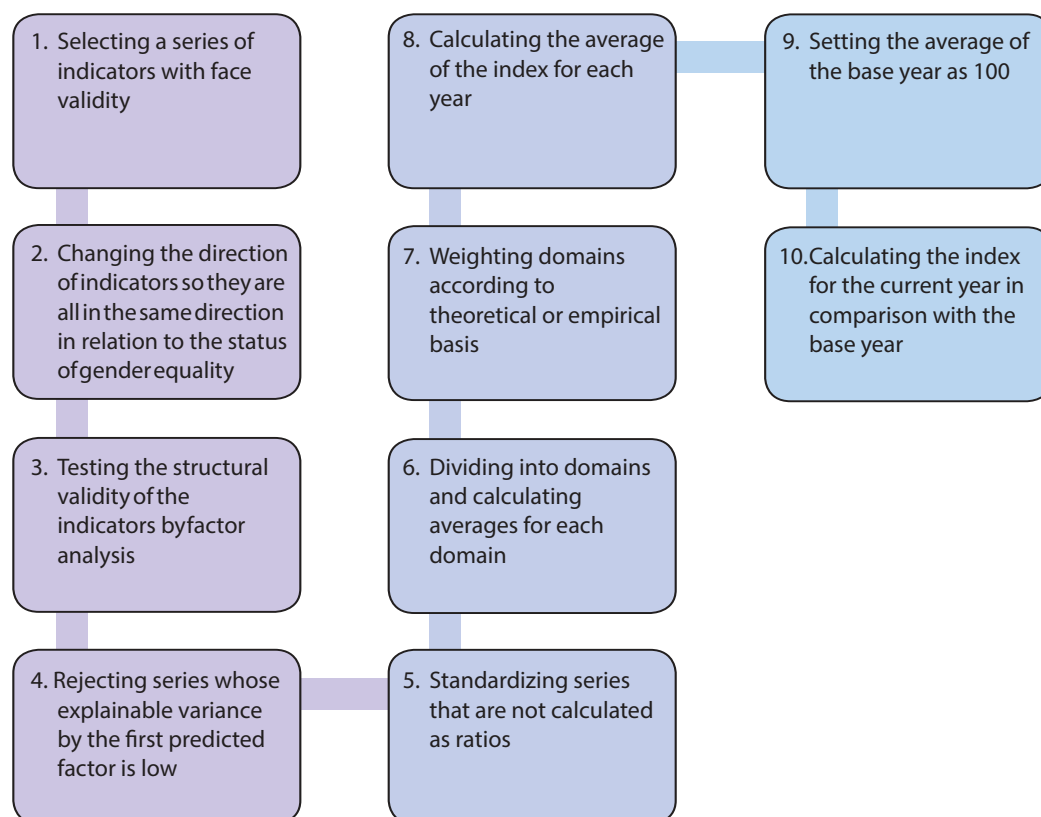 1. Selecting a series of
indicators with face
validity
2. Changing the direction
of indicators so they are
all in the same direction
in relation to the status
of gender equality
3. Testing the structural
validity of the
indicators by factor
analysis
4. Rejecting series whose
explainable variance
by the first predicted
factor is low
5. Standardizing series
that are not calculated
as ratios
6. Dividing into domains
and calculating
averages for each
domain
7. Weighting domains
according to
theoretical or empirical
basis
8. Calculating the average
of the index for each
year
9. Setting the average of
the base year as 100
10. Calculating the index
for the current year in
comparison with the
base year